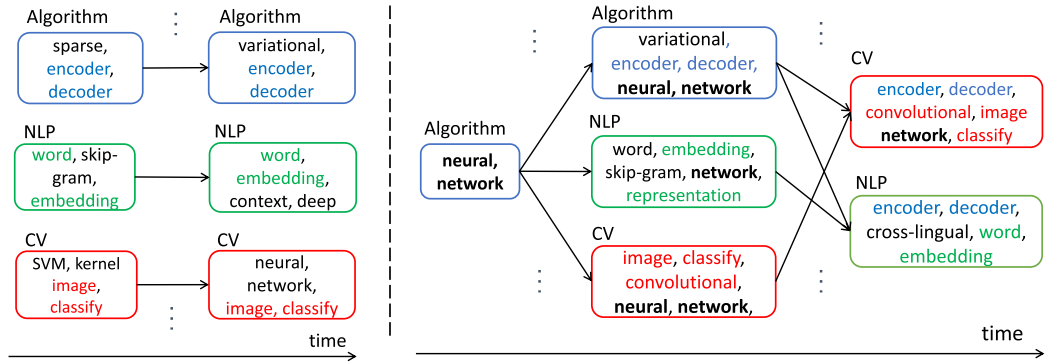 Algorithm
sparse,
encoder,
decoder
Algorithm
variational,
encoder,
decoder
NLP
word, skip-
gram,
embedding
NLP
word,
embedding,
context, deep
CV
SVM, kernel
image,
classify
CV
neural,
network,
image, classify
time
Algorithm
neural,
network
Algorithm
variational,
encoder, decoder,
neural, network
NLP
word, embedding,
skip-gram, network,
representation
CV
image, classify,
convolutional,
neural, network,
CV
encoder, decoder,
convolutional, image
network, classify
NLP
encoder, decoder,
cross-lingual, word,
embedding
time